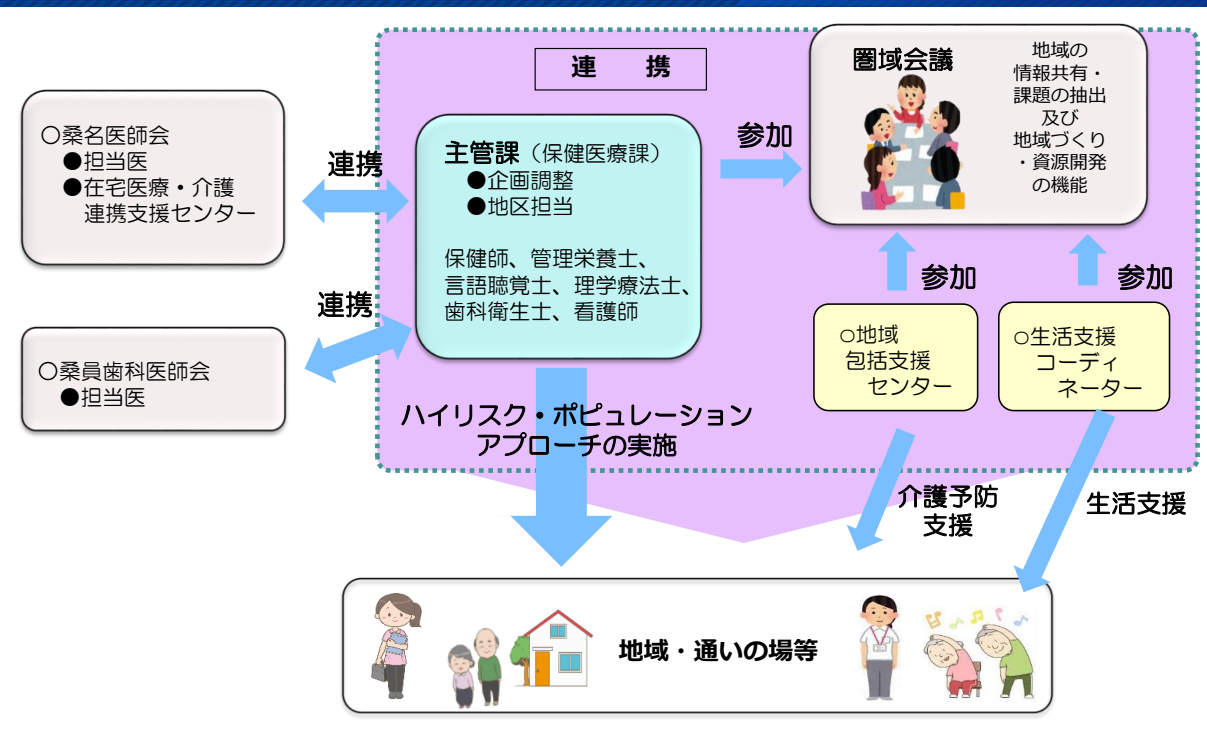 連　携
〇桑名医師会
●担当医
●在宅医療・介護
連携支援センター
連携
〇桑員歯科医師会
●担当医
連携
主管課（保健医療課）
●企画調整
●地区担当
保健師、管理栄養士、
言語聴覚士、理学療法士、
歯科衛生士、看護師
参加
圏域会議
地域の
情報共有・
課題の抽出
及び
地域づくり
・資源開発
の機能
参加
参加
○地域
包括支援
センター
○生活支援
コーディ
ネーター
ハイリスク・ポピュレーション
アプローチの実施
介護予防
支援
生活支援
地域・通いの場等